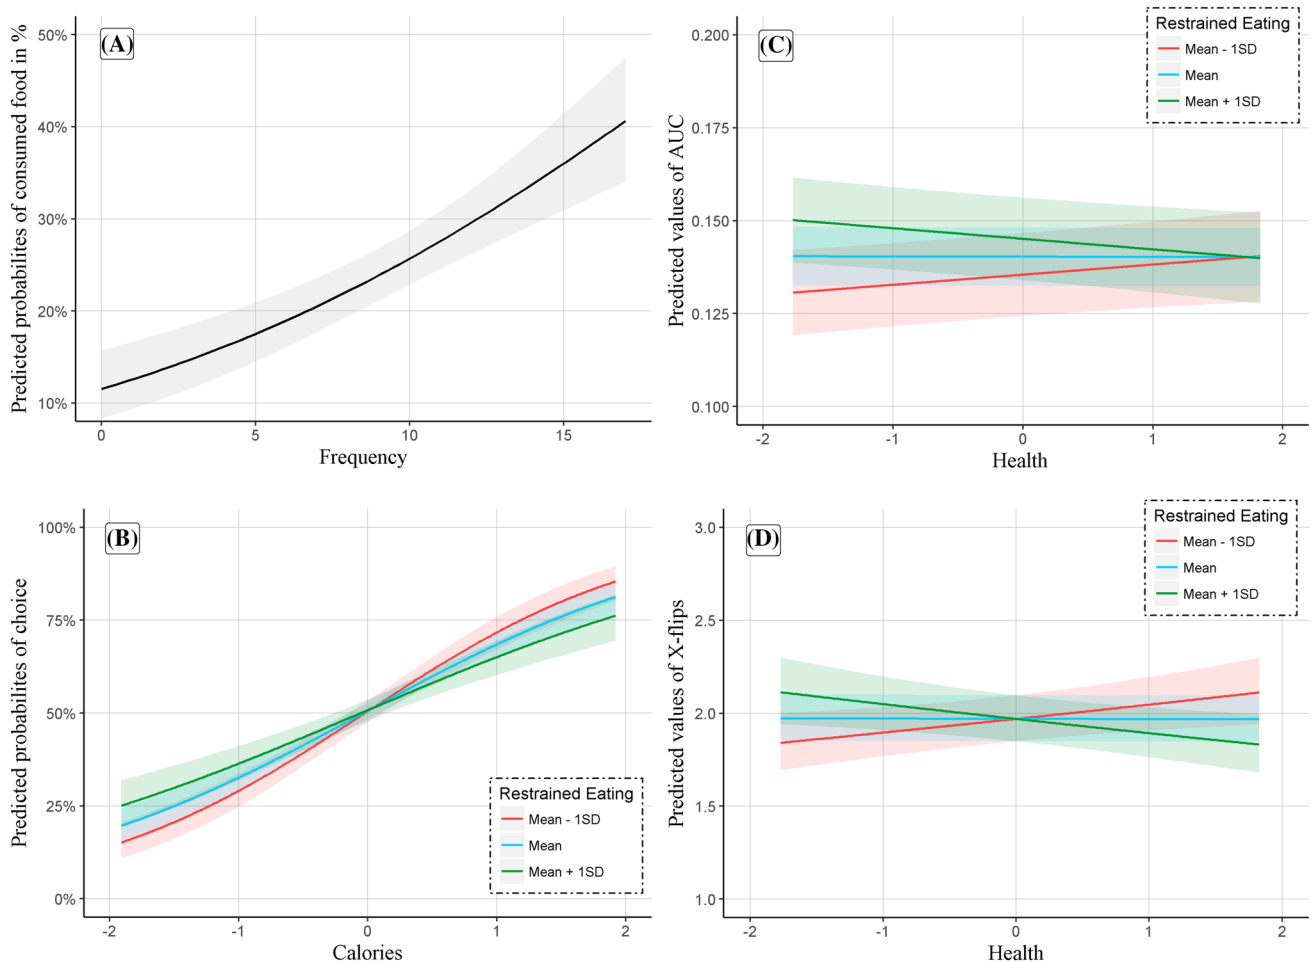 (A)
Predicted probabilites of consumed food in %
50%
40%
30%
20%
10%
0
5
10
15
Frequency
(C)
Restrained Eating
Mean - 1SD
Mean
Mean + 1SD
Predicted values of AUC
0.200
0.175
0.150
0.125
0.100
-2
-1
0
1
2
Health
(B)
Predicted probabilites of choice
100%
75%
50%
25%
0%
Restrained Eating
Mean - 1SD
Mean
Mean + 1SD
-2
-1
0
1
2
Calories
(D)
Restrained Eating
Mean - 1SD
Mean
Mean + 1SD
Predicted values of X-flips
3.0
2.5
2.0
1.5
1.0
-2
-1
0
1
2
Health